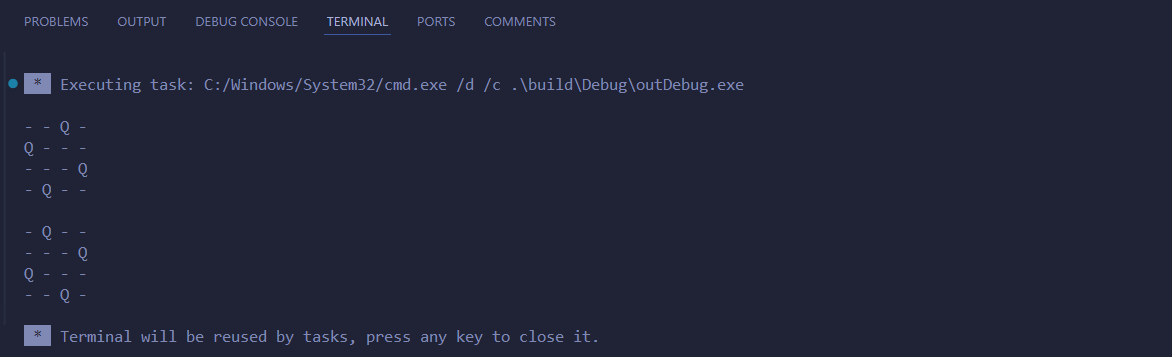 PROBLEMS OUTPUT DEBUG CONSOLE TERMINAL PORTS COMMENTS
* Executing task: C:/Windows/System32/cmd.exe /d /c .\build\Debug\outDebug.exe
- - Q -
Q - - -
- - - Q
- Q - -
- Q - -
- - - Q
Q - - -
- - Q -
* Terminal will be reused by tasks, press any key to close it.